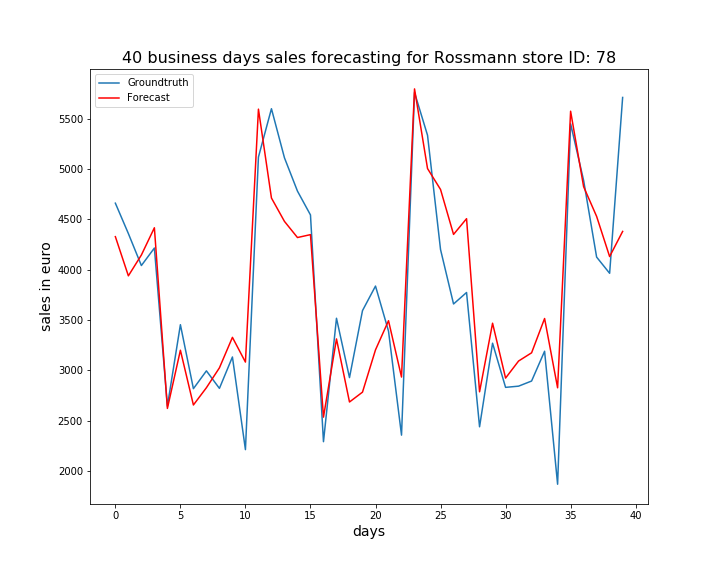 40 business days sales forecasting for Rossmann store ID: 78
Groundtruth
Forecast
sales in euro
5500
5000
4500
4000
3500
3000
2500
2000
0 5 10 15 20 25 30 35 40
days